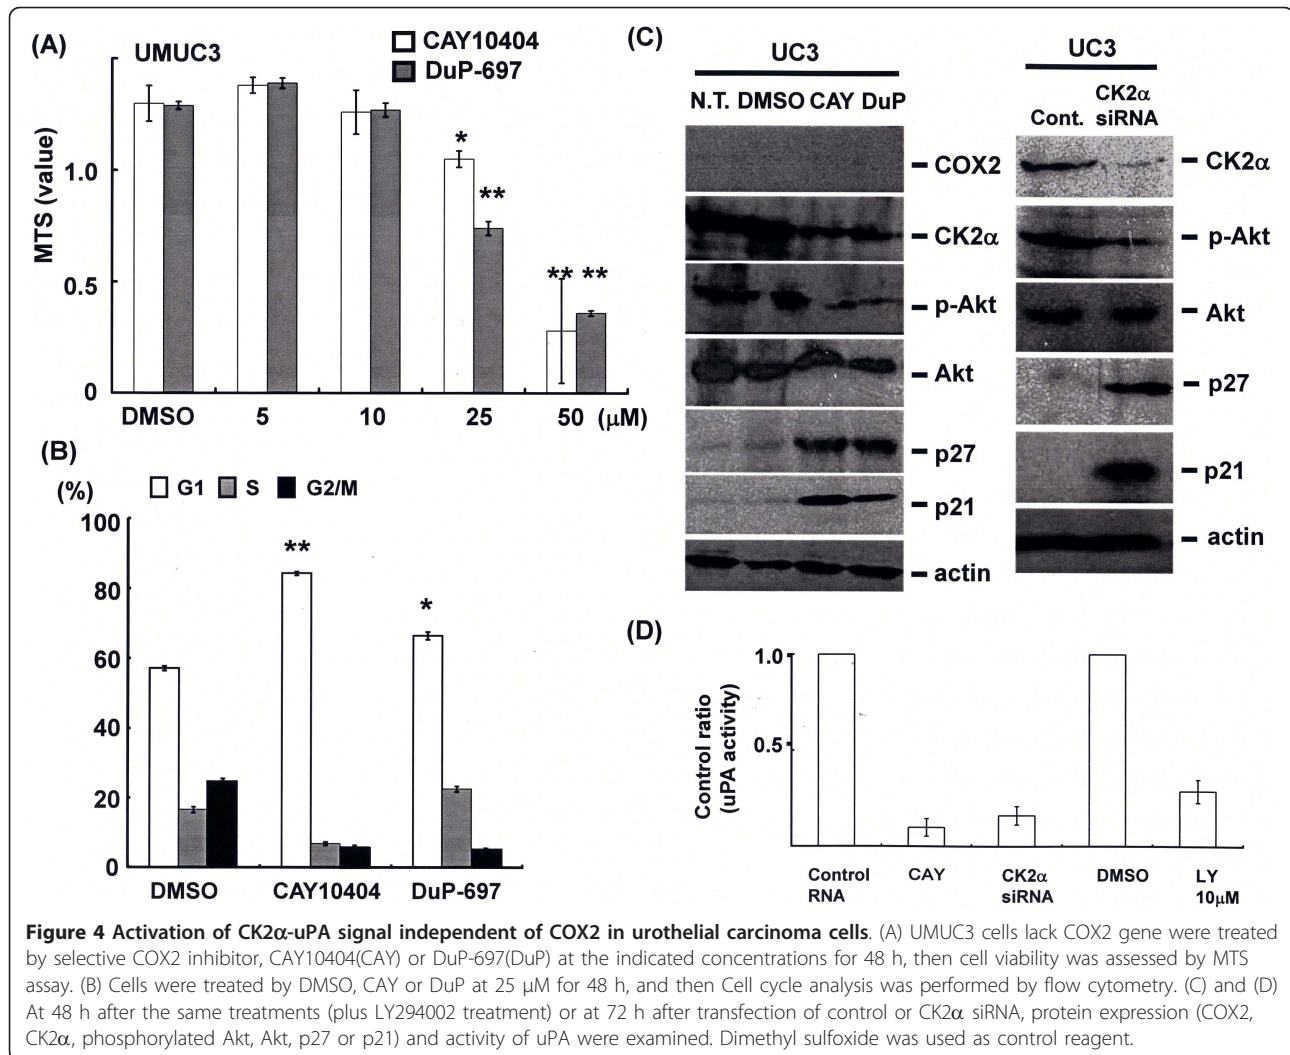 (A)
UMUC3
CAY10404
DuP-697
MTS (value)
1.0
0.5
0
*
**
** **
DMSO 5 10 25 50 (μM)
(B)
(%)
G1 S G2/M
100
80
60
40
20
0
**
*
DMSO CAY10404 DuP-697
(C)
UC3
N.T. DMSO CAY DuP
COX2
CK2α
p-Akt
Akt
p27
p21
actin
UC3
Cont. CK2α siRNA
CK2α
p-Akt
Akt
p27
p21
actin
(D)
Control ratio
(uPA activity)
1.0
0.5
Control RNA
CAY
CK2α siRNA
DMSO
LY 10μM
Figure 4 Activation of CK2α-uPA signal independent of COX2 in urothelial carcinoma cells. (A) UMUC3 cells lack COX2 gene were treated
by selective COX2 inhibitor, CAY10404(CAY) or DuP-697(DuP) at the indicated concentrations for 48 h, then cell viability was assessed by MTS
assay. (B) Cells were treated by DMSO, CAY or DuP at 25 μM for 48 h, and then Cell cycle analysis was performed by flow cytometry. (C) and (D)
At 48 h after the same treatments (plus LY294002 treatment) or at 72 h after transfection of control or CK2α siRNA, protein expression (COX2,
CK2α, phosphorylated Akt, Akt, p27 or p21) and activity of uPA were examined. Dimethyl sulfoxide was used as control reagent.